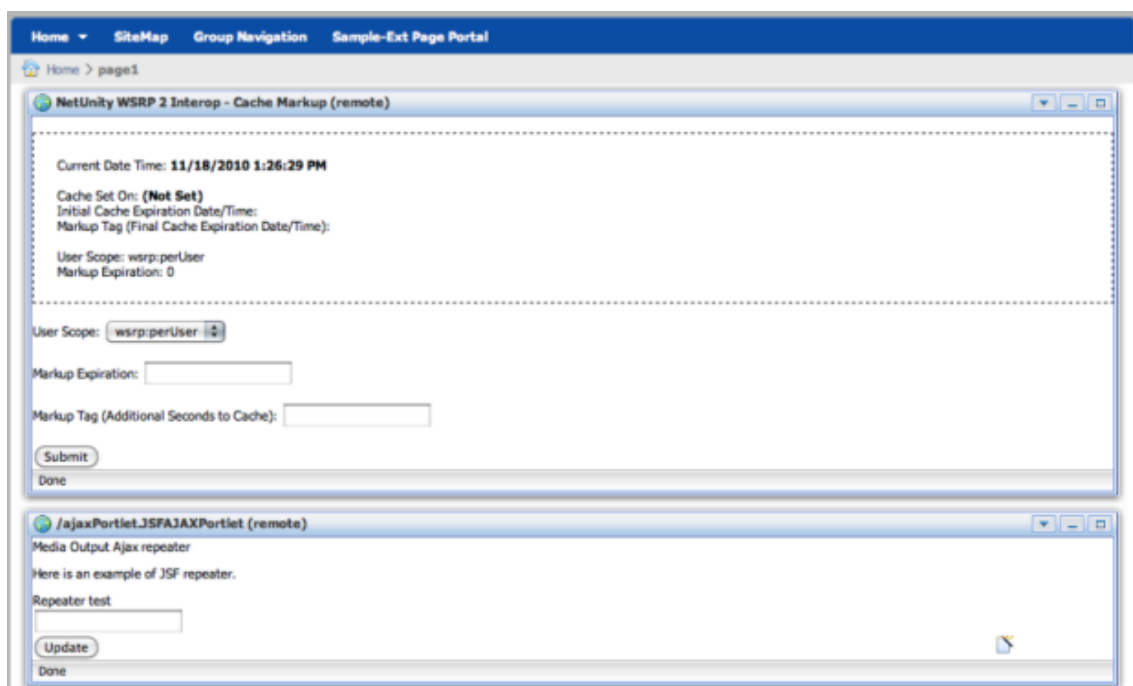 Home SiteMap Group Navigation Sample-Ext Page Portal
Home > page1
NetUnity WSRP 2 Interop - Cache Markup (remote)
Current Date Time: 11/18/2010 1:26:29 PM
Cache Set On: (Not Set)
Initial Cache Expiration Date/Time:
Markup Tag (Final Cache Expiration Date/Time):
User Scope: wsrp:perUser
Markup Expiration: 0
User Scope: wsrp:perUser
Markup Expiration:
Markup Tag (Additional Seconds to Cache):
Submit
Done
/ajaxPortlet.JSFAJAXPortlet (remote)
Media Output Ajax repeater
Here is an example of JSF repeater.
Repeater test
Update
Done